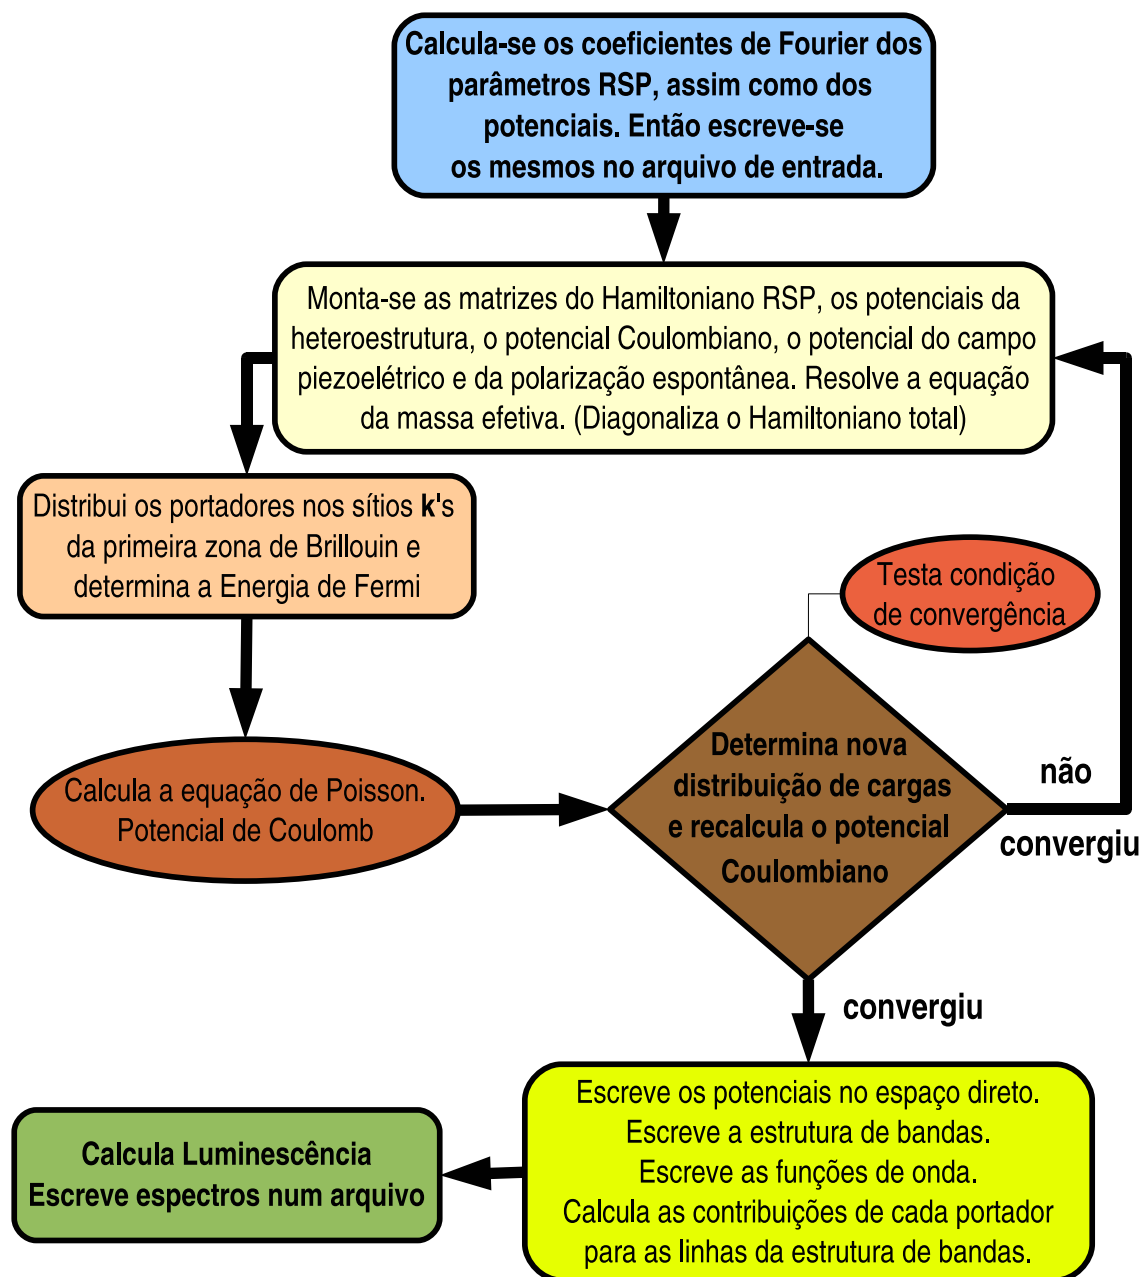 Calcula-se os coeficientes de Fourier dos
parâmetros RSP, assim como dos
potenciais. Então escreve-se
os mesmos no arquivo de entrada.
Monta-se as matrizes do Hamiltoniano RSP, os potenciais da
heteroestrutura, o potencial Coulombiano, o potencial do campo
piezoelétrico e da polarização espontânea. Resolve a equação
da massa efetiva. (Diagonaliza o Hamiltoniano total)
Distribui os portadores nos sítios k's
da primeira zona de Brillouin e
determina a Energia de Fermi
Calcula a equação de Poisson.
Potencial de Coulomb
Testa condição
de convergência
Determina nova
distribuição de cargas
e recalcula o potencial
Coulombiano
não
convergiu
convergiu
Escreve os potenciais no espaço direto.
Escreve a estrutura de bandas.
Escreve as funções de onda.
Calcula as contribuições de cada portador
para as linhas da estrutura de bandas.
Calcula Luminescência
Escreve espectros num arquivo